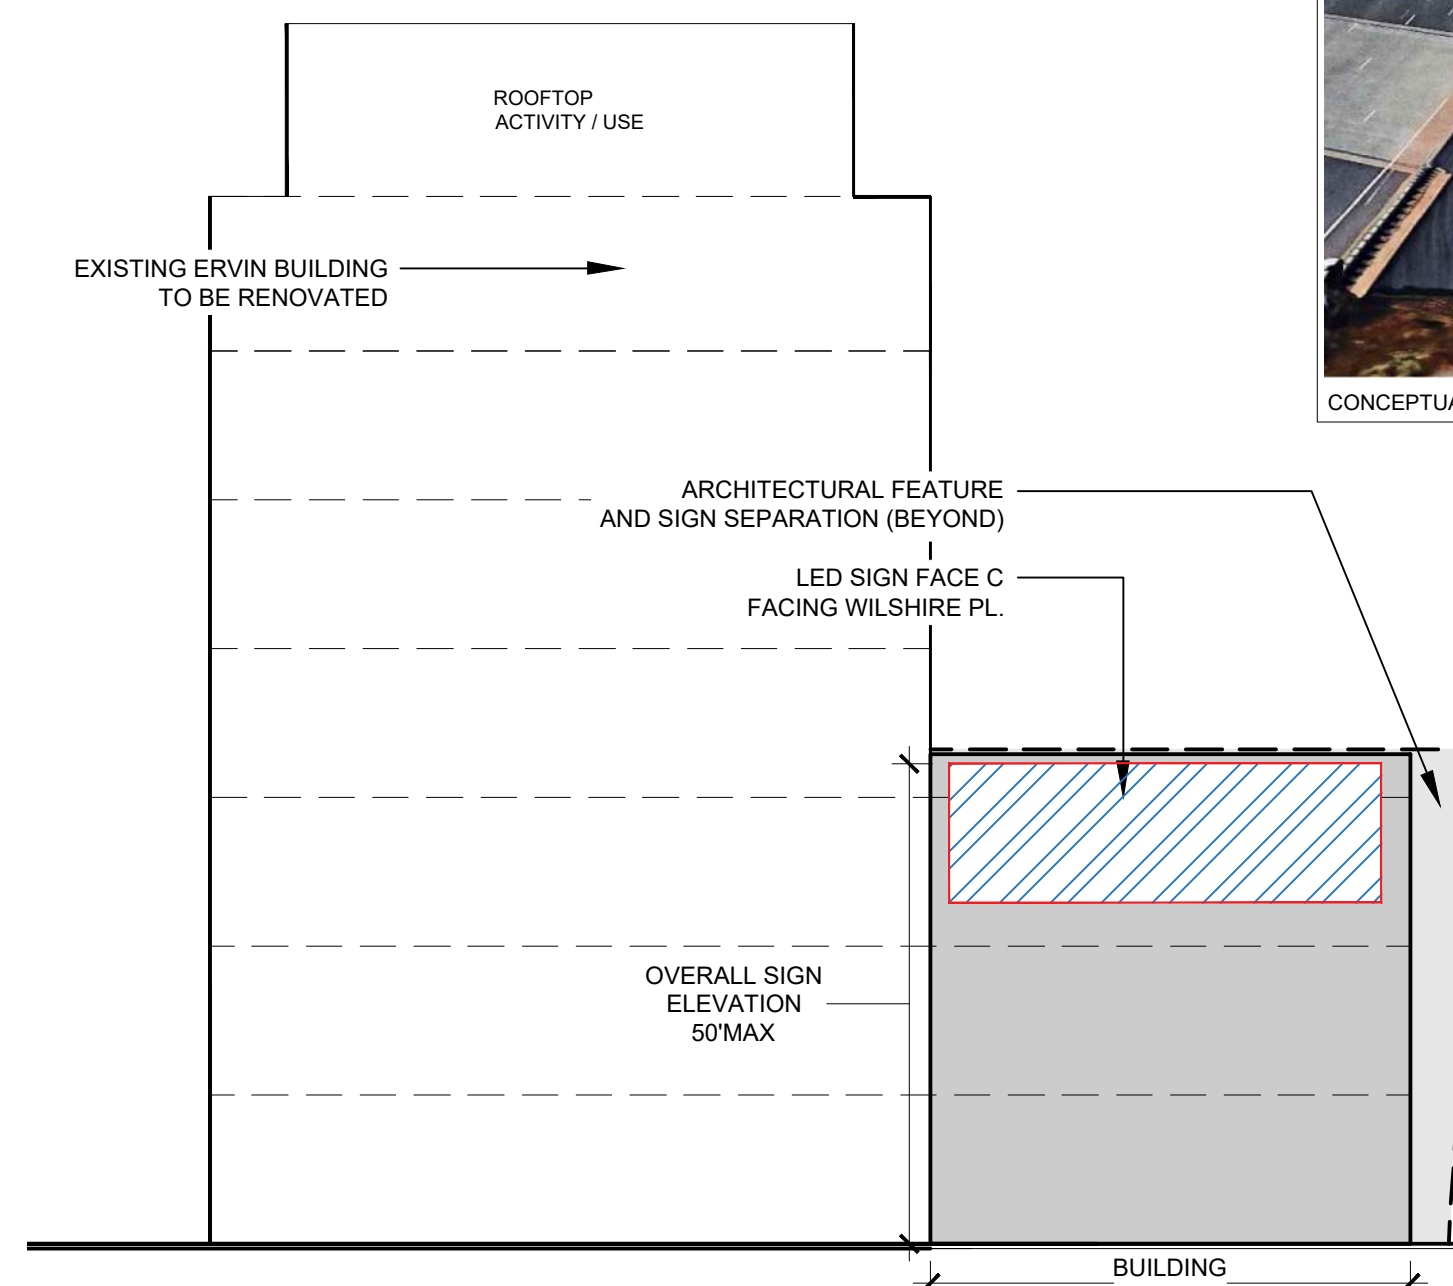 ROOFTOP
ACTIVITY / USE
EXISTING ERVIN BUILDING
TO BE RENOVATED
ARCHITECTURAL FEATURE
AND SIGN SEPARATION (BEYOND)
LED SIGN FACE C
FACING WILSHIRE PL.
OVERALL SIGN
ELEVATION
50'MAX
BUILDING